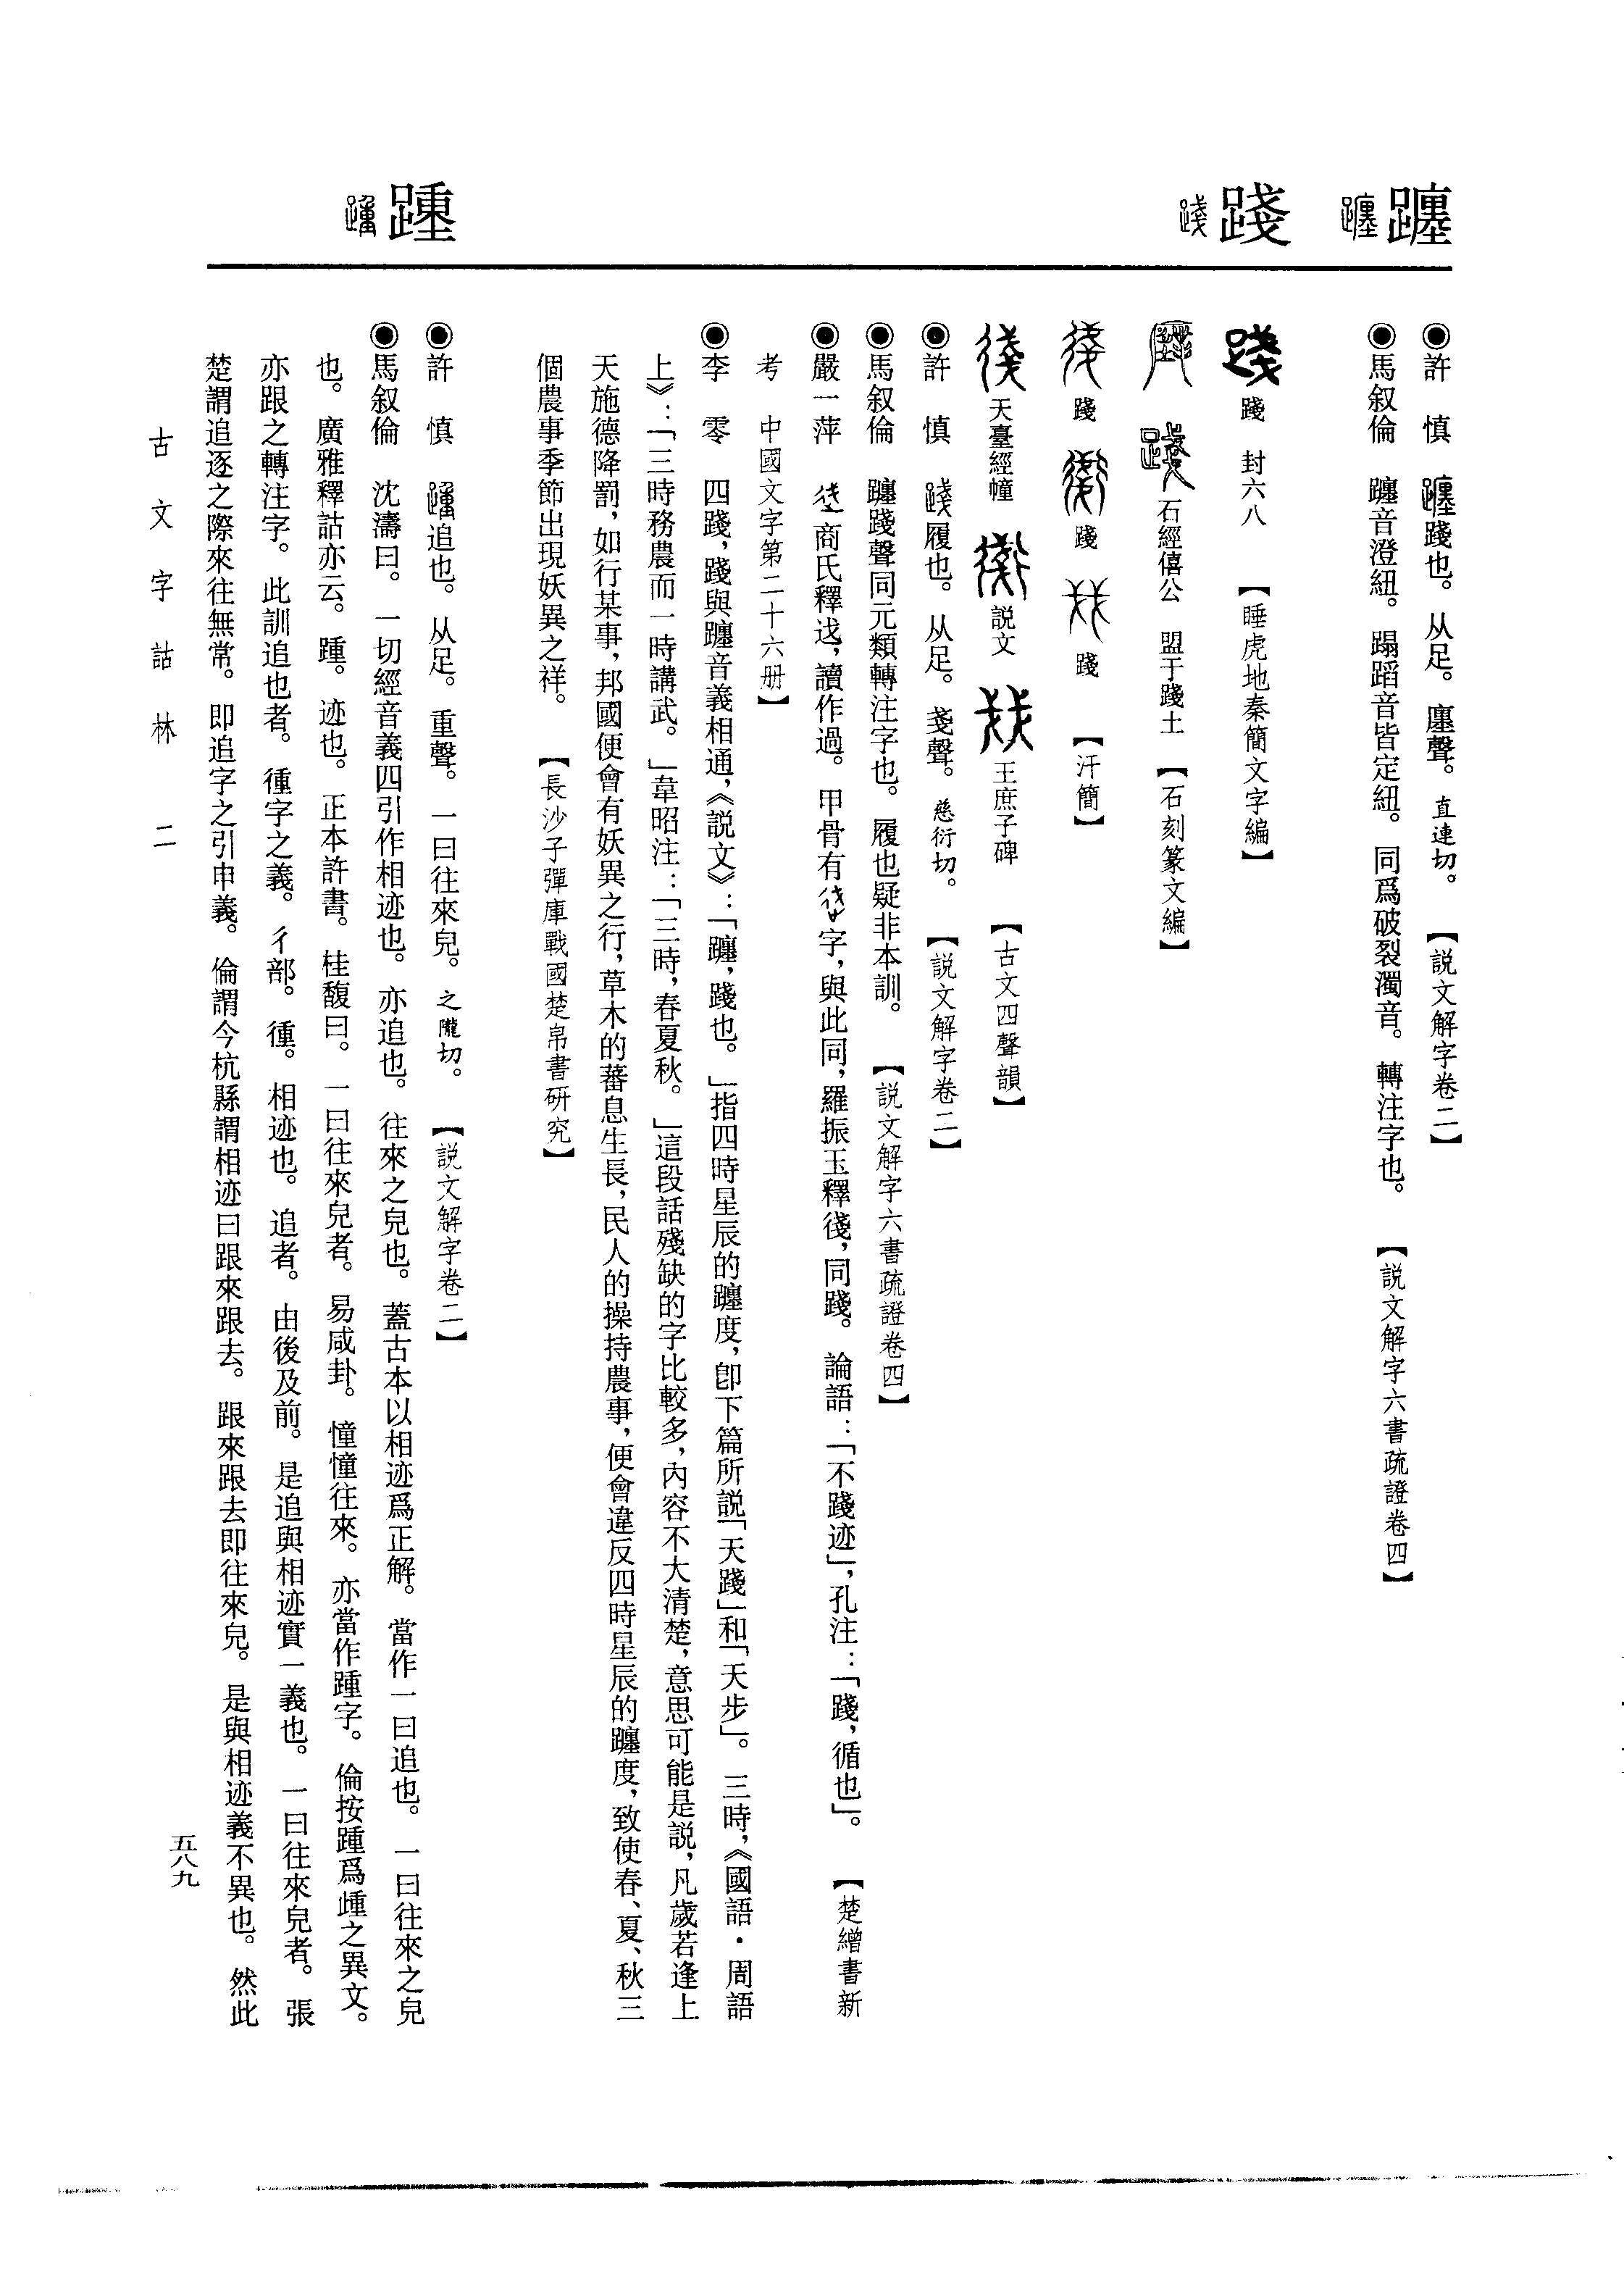 躔
踐
踵
◉許　慎　躔踐也。从足。廛聲。直連切。　【説文解字卷二】
◉馬叙倫　躔音澄紐。蹋蹈音皆定紐。同爲破裂濁音。轉注字也。　【説文解字六書疏證卷四】
踐　封六八　【睡虎地秦簡文字編】
石經僖公　盟于踐土　【石刻篆文編】
踐　踐　踐　【汗簡】
天臺經幢　説文　王庶子碑　【古文四聲韻】
◉許　慎　踐履也。从足。戔聲。慈衍切。　【説文解字卷二】
◉馬叙倫　躔踐聲同元類轉注字也。履也疑非本訓。　【説文解字六書疏證卷四】
◉嚴一萍　商氏釋𢓊，讀作過。甲骨有字，與此同，羅振玉釋後，同踐。論語：「不踐迹」，孔注：「踐，循也」。　【楚繒書新
考　中國文字第二十六册】
◉李　零　四踐，踐與躔音義相通，《説文》：「躔，踐也。」指四時星辰的躔度，卽下篇所説「天踐」和「天步」。三時，《國語·周語
上》：「三時務農而一時講武。」韋昭注：「三時，春夏秋。」這段話殘缺的字比較多，内容不大清楚，意思可能是説，凡歲若逢上
天施德降罰，如行某事，邦國便會有妖異之行，草木的蕃息生長，民人的操持農事，便會違反四時星辰的躔度，致使春、夏、秋三
個農事季節出現妖異之祥。　【長沙子彈庫戰國楚帛書研究】
◉許　慎　踵追也。从足。重聲。一曰往來皃。之隴切。　【説文解字卷二】
◉馬叙倫　沈濤曰。一切經音義四引作相迹也。亦追也。往來之皃也。蓋古本以相迹爲正解。當作一曰追也。一曰往來之皃
也。廣雅釋詁亦云。踵。迹也。正本許書。桂馥曰。一曰往來皃者。易咸卦。憧憧往來。亦當作踵字。倫按踵爲歱之異文。
亦跟之轉注字。此訓追也者。徸字之義。彳部。徸。相迹也。追者。由後及前。是追與相迹實一義也。一曰往來皃者。張
楚謂追逐之際來往無常。即追字之引申義。倫謂今杭縣謂相迹曰跟來跟去。跟來跟去即往來皃。是與相迹義不異也。然此
古文字詁林　二
五八九